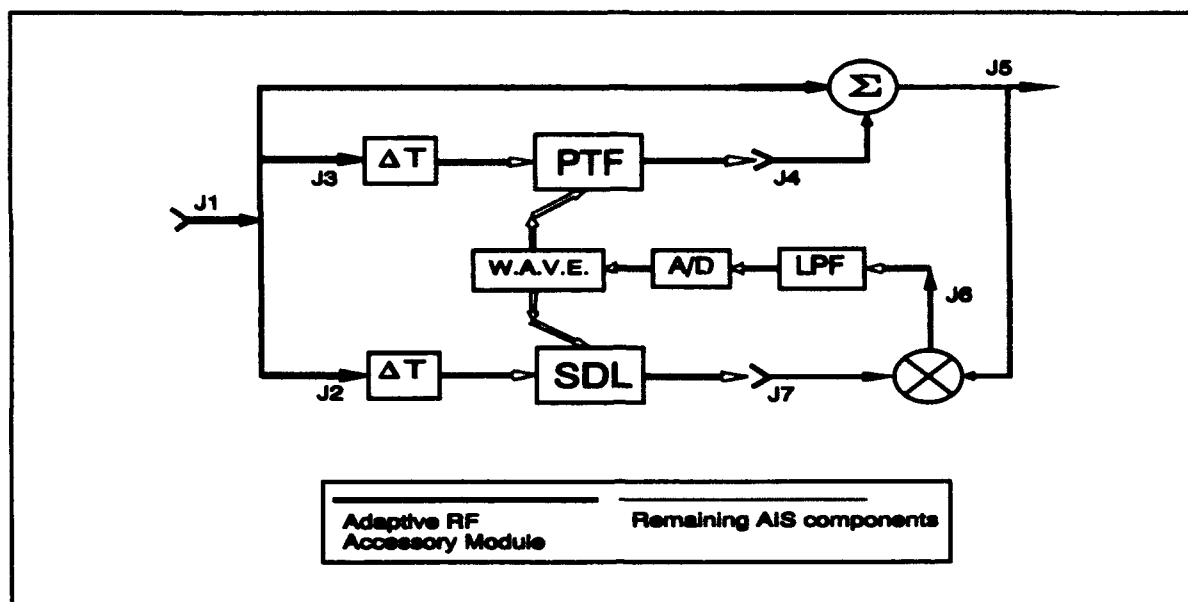 J5
Σ
ΔT
PTF
J3
J4
J1
W.A.V.E.
A/D
LPF
J6
ΔT
SDL
J2
J7
Adaptive RF
Accessory Module
Remaining AIS components